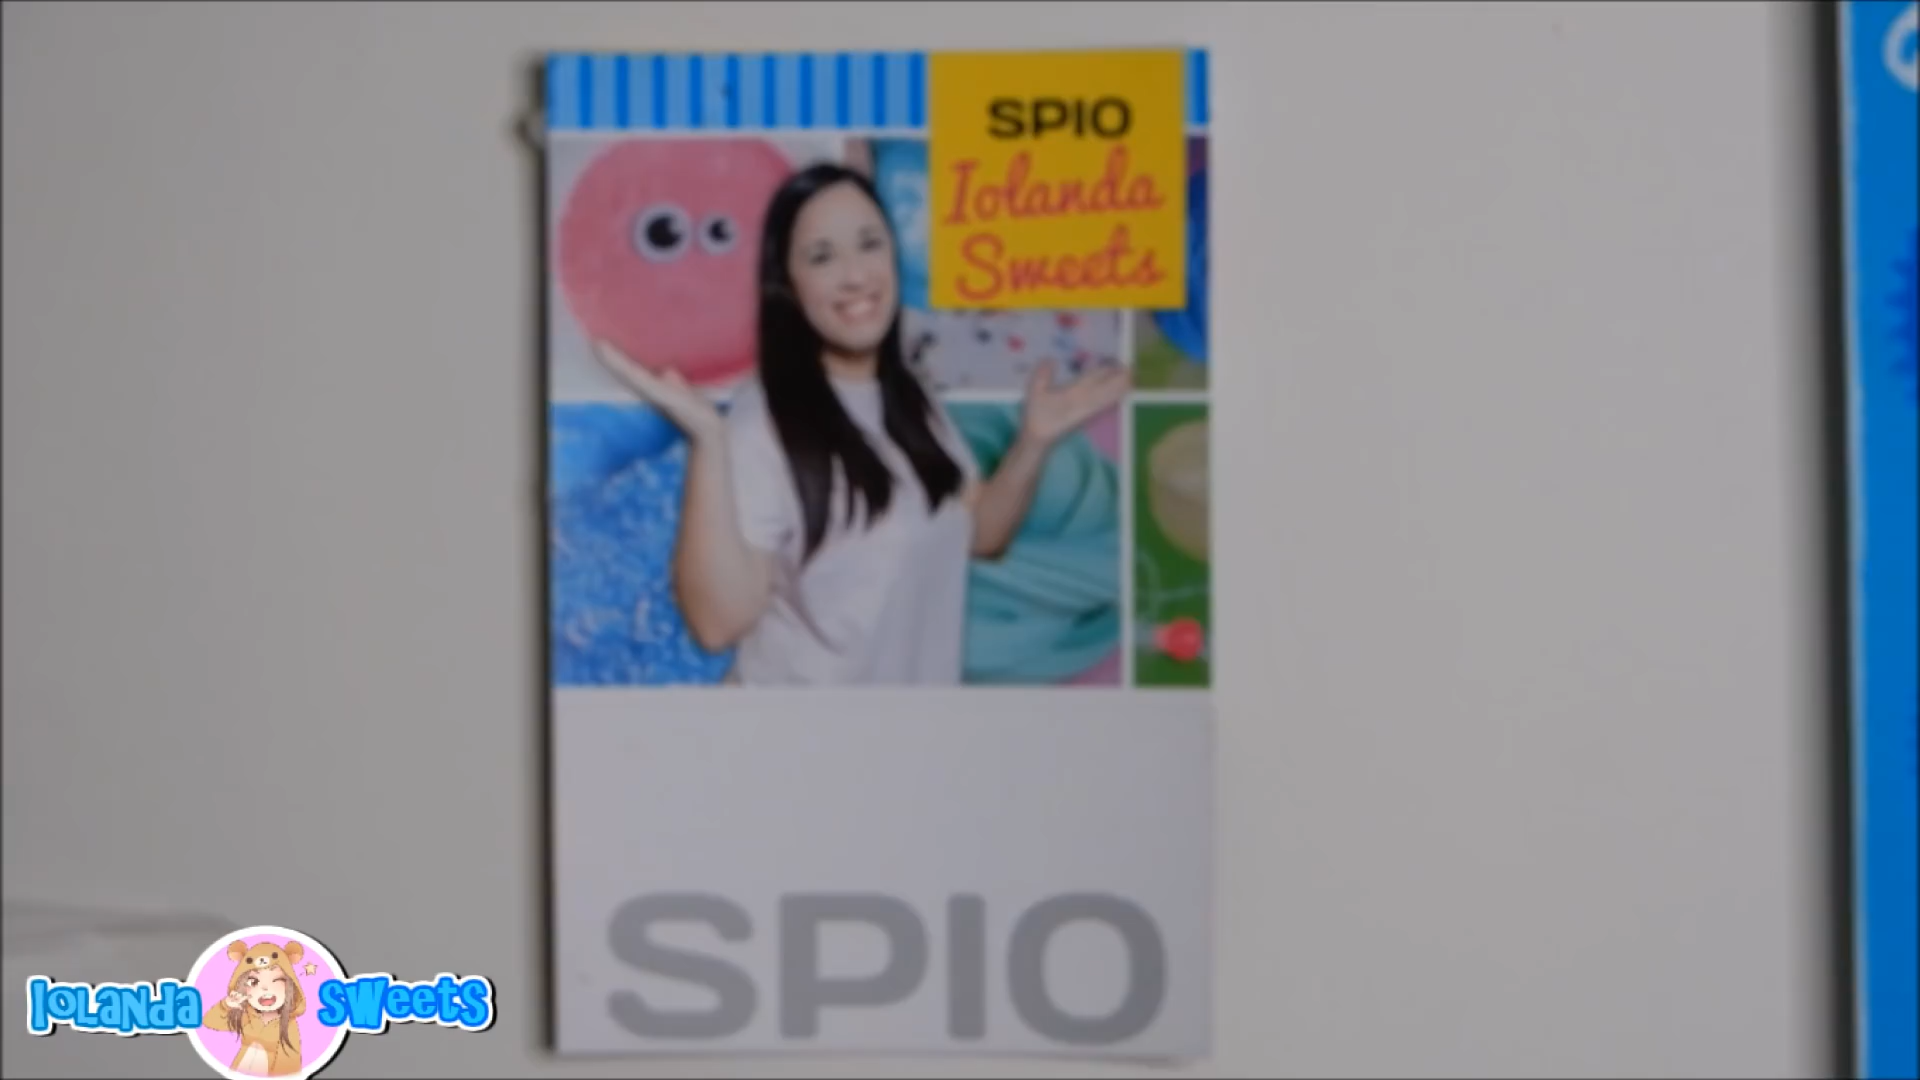 SPIO
Iolanda
Sweets
SPIO
Iolanda Sweets